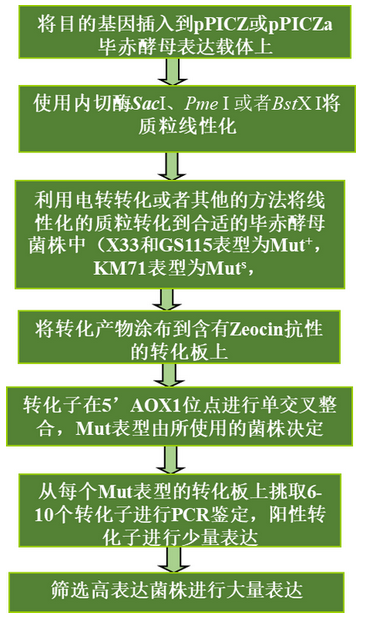 将目的基因插入到pPICZ或pPICZa
毕赤酵母表达载体上
使用内切酶SacI、Pme I 或者BstX I将
质粒线性化
利用电转转化或者其他的方法将线
性化的质粒转化到合适的毕赤酵母
菌株中（X33和GS115表型为Mut⁺，
KM71表型为Mutˢ，
将转化产物涂布到含有Zeocin抗性
的转化板上
转化子在5’AOX1位点进行单交叉整
合，Mut表型由所使用的菌株决定
从每个Mut表型的转化板上挑取6-
10个转化子进行PCR鉴定，阳性转
化子进行少量表达
筛选高表达菌株进行大量表达